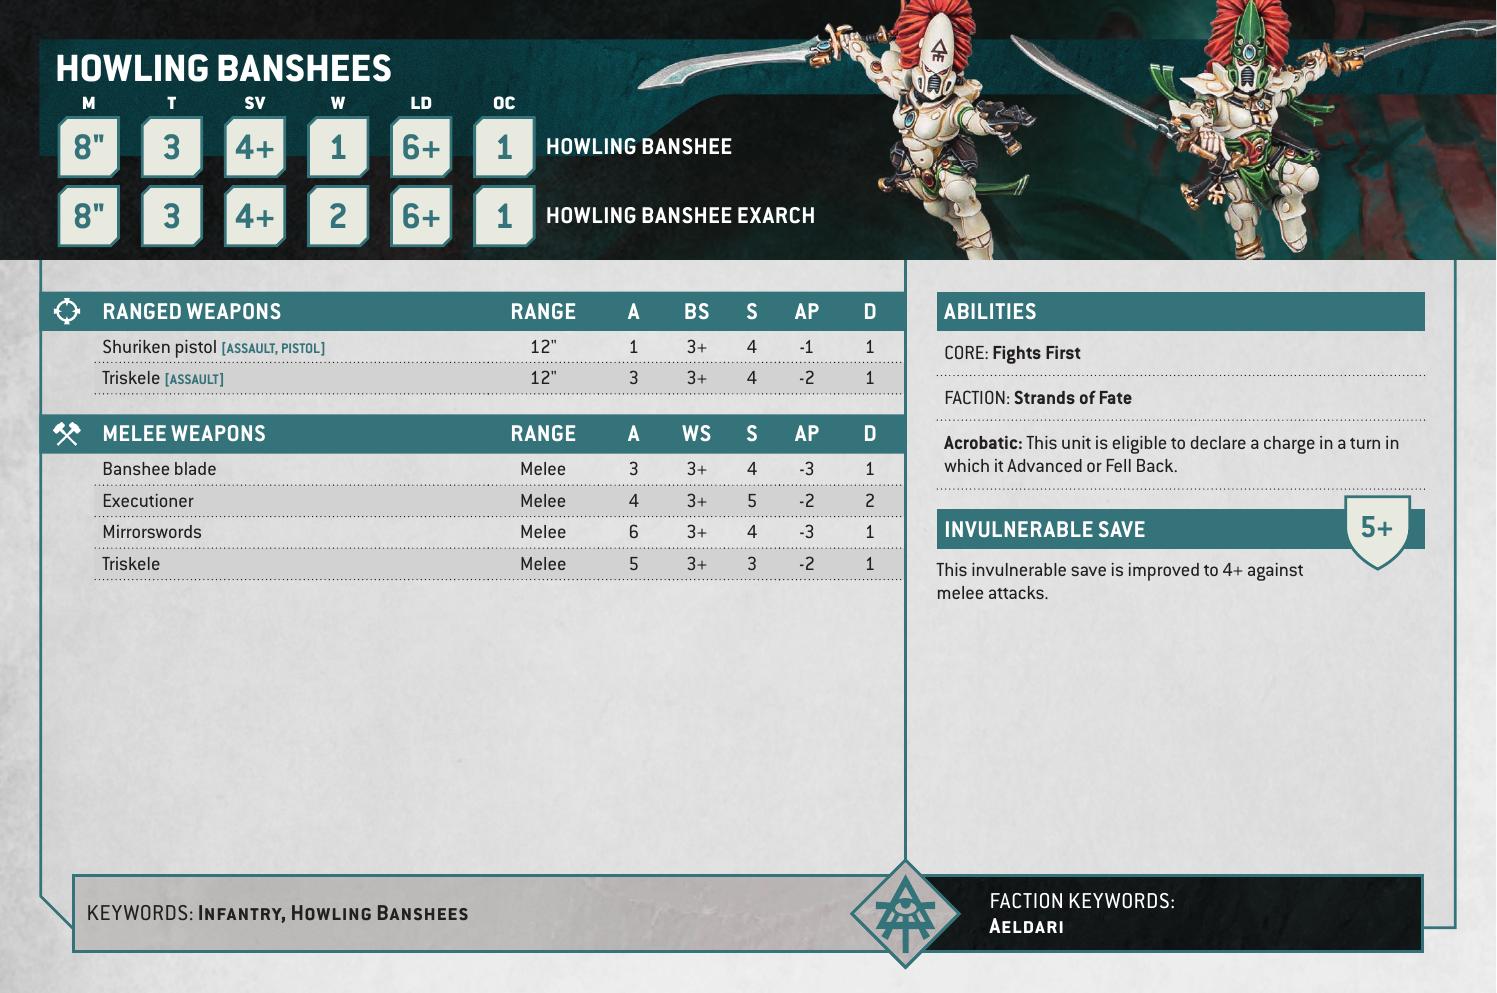 HOWLING BANSHEES
M T SV W LD OC
8" 3 4+ 1 6+ 1 HOWLING BANSHEE
8" 3 4+ 2 6+ 1 HOWLING BANSHEE EXARCH
RANGED WEAPONS RANGE A BS S AP D
Shuriken pistol [ASSAULT, PISTOL] 12" 1 3+ 4 -1 1
Triskele [ASSAULT] 12" 3 3+ 4 -2 1
MELEE WEAPONS RANGE A WS S AP D
Banshee blade Melee 3 3+ 4 -3 1
Executioner Melee 4 3+ 5 -2 2
Mirrorswords Melee 6 3+ 4 -3 1
Triskele Melee 5 3+ 3 -2 1
ABILITIES
CORE: Fights First
FACTION: Strands of Fate
Acrobatic: This unit is eligible to declare a charge in a turn in
which it Advanced or Fell Back.
INVULNERABLE SAVE 5+
This invulnerable save is improved to 4+ against
melee attacks.
KEYWORDS: INFANTRY, HOWLING BANSHEES
FACTION KEYWORDS:
AELDARI